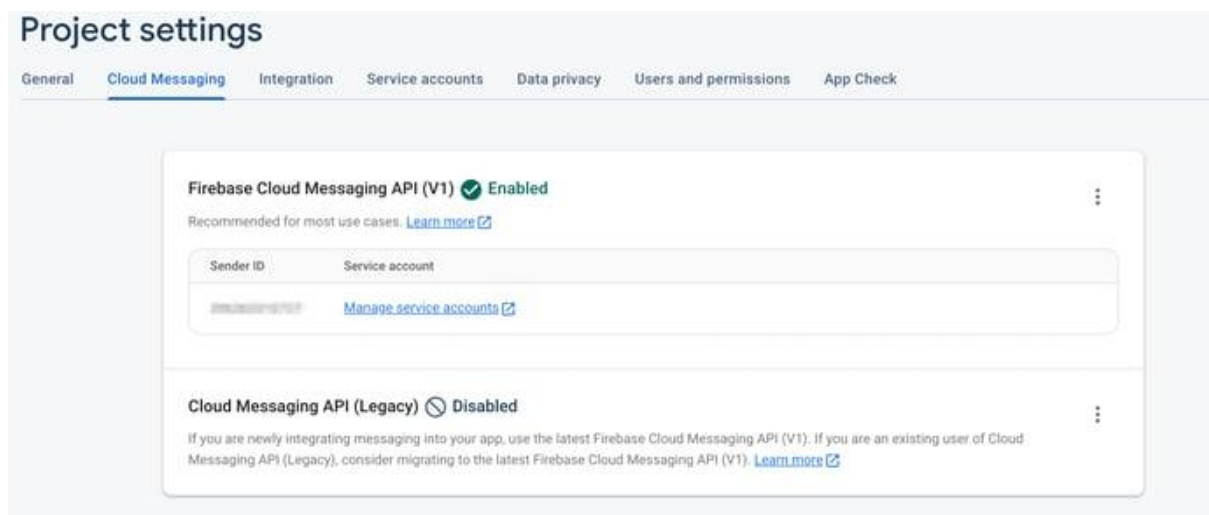 Project settings
General Cloud Messaging Integration Service accounts Data privacy Users and permissions App Check
Firebase Cloud Messaging API (V1) Enabled
Recommended for most use cases. Learn more
Sender ID Service account
Manage service accounts
Cloud Messaging API (Legacy) Disabled
If you are newly integrating messaging into your app, use the latest Firebase Cloud Messaging API (V1). If you are an existing user of Cloud
Messaging API (Legacy), consider migrating to the latest Firebase Cloud Messaging API (V1). Learn more